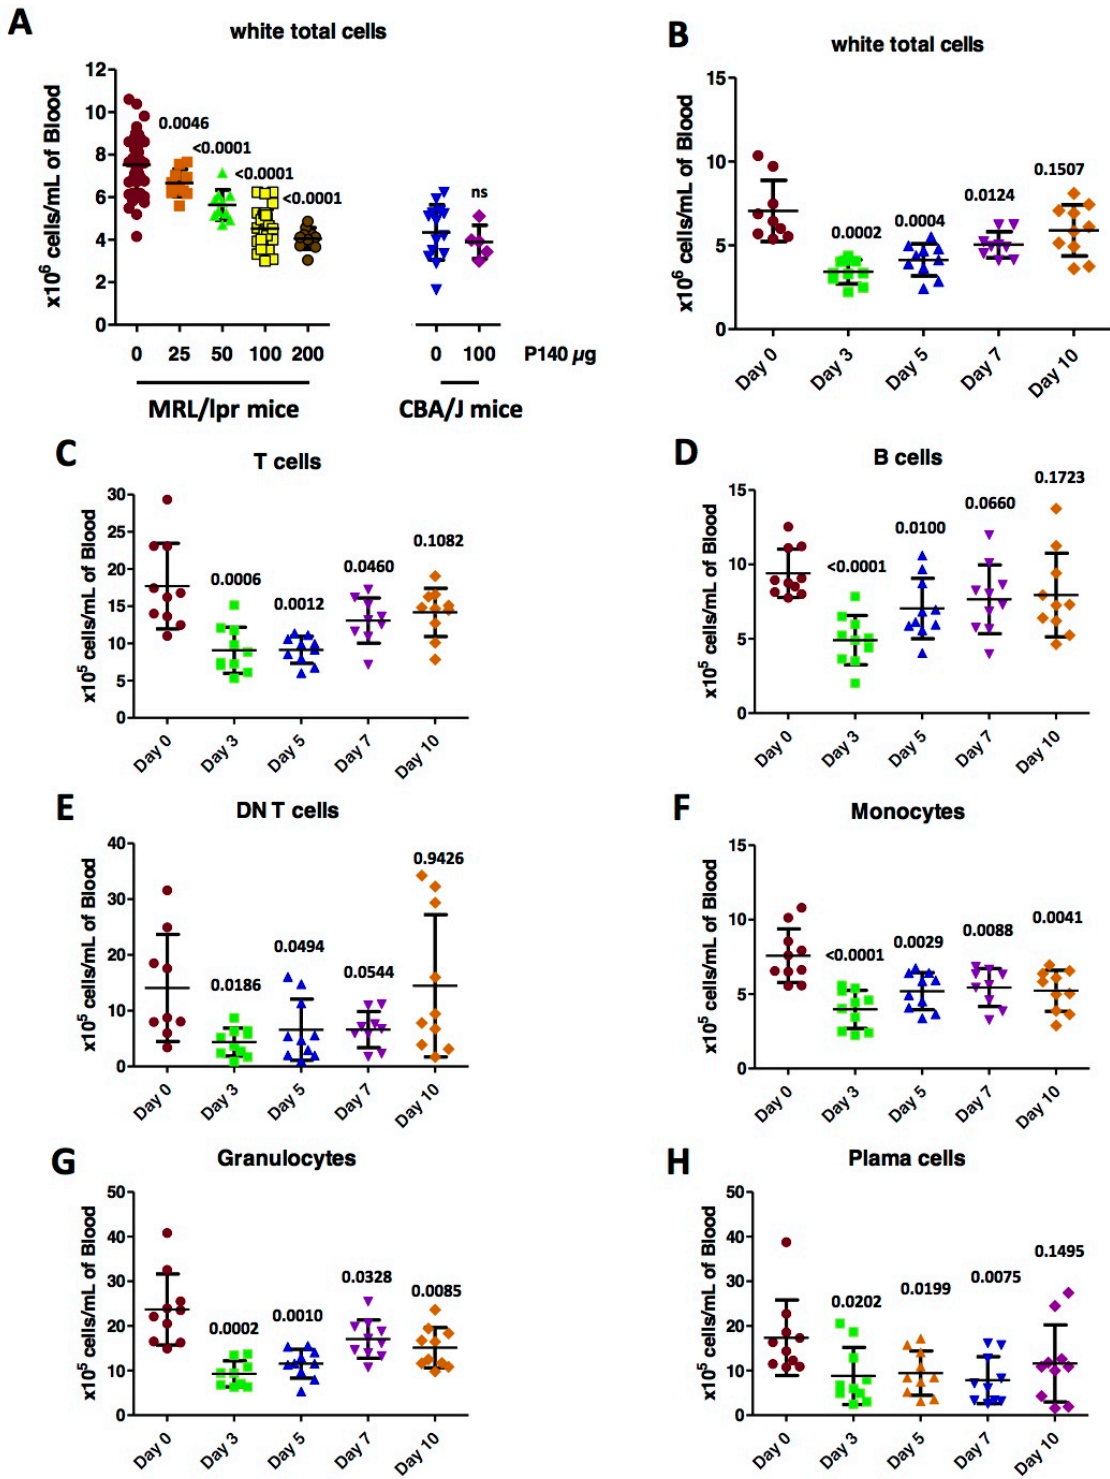 A
white total cells
x10⁶ cells/mL of Blood
12
10
8
6
4
2
0
0.0046
<0.0001
<0.0001
<0.0001
ns
0 25 50 100 200 0 100 P140 µg
MRL/lpr mice CBA/J mice
B
white total cells
x10⁶ cells/mL of Blood
15
10
5
0
0.0002
0.0004
0.0124
0.1507
Day 0 Day 3 Day 5 Day 7 Day 10
C
T cells
x10⁵ cells/mL of Blood
30
25
20
15
10
5
0
0.0006
0.0012
0.0460
0.1082
Day 0 Day 3 Day 5 Day 7 Day 10
D
B cells
x10⁵ cells/mL of Blood
15
10
5
0
<0.0001
0.0100
0.0660
0.1723
Day 0 Day 3 Day 5 Day 7 Day 10
E
DN T cells
x10⁵ cells/mL of Blood
40
30
20
10
0
0.0186
0.0494
0.0544
0.9426
Day 0 Day 3 Day 5 Day 7 Day 10
F
Monocytes
x10⁵ cells/mL of Blood
15
10
5
0
<0.0001
0.0029
0.0088
0.0041
Day 0 Day 3 Day 5 Day 7 Day 10
G
Granulocytes
x10⁵ cells/mL of Blood
50
40
30
20
10
0
0.0002
0.0010
0.0328
0.0085
Day 0 Day 3 Day 5 Day 7 Day 10
H
Plama cells
x10⁵ cells/mL of Blood
50
40
30
20
10
0
0.0202
0.0199
0.0075
0.1495
Day 0 Day 3 Day 5 Day 7 Day 10